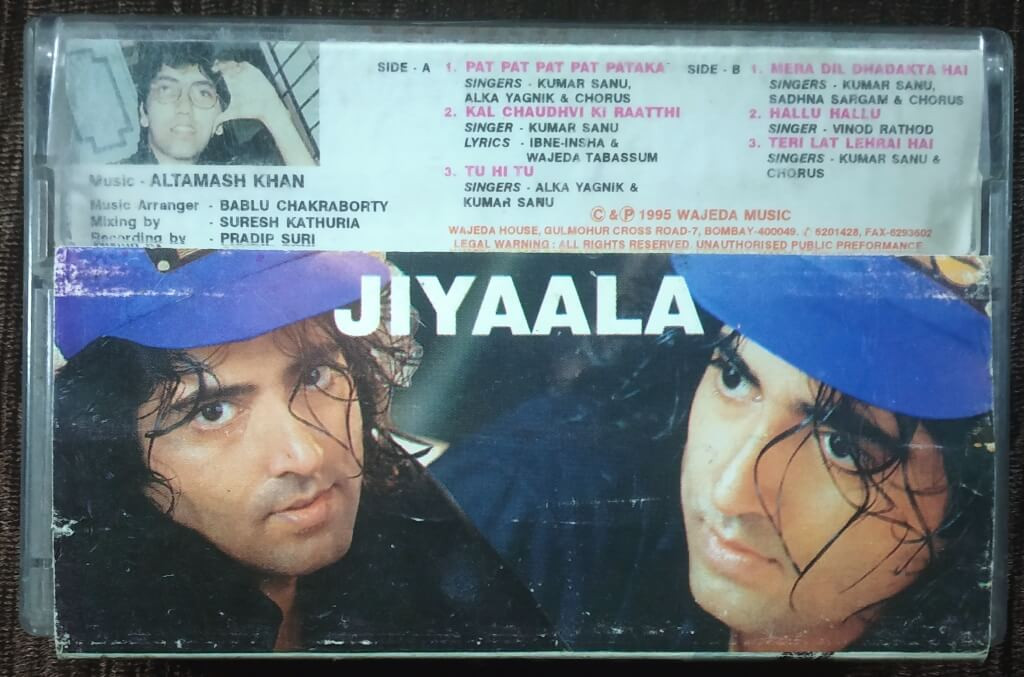 SIDE - A
1. PAT PAT PAT PAT PATAKA
SINGERS - KUMAR SANU,
ALKA YAGNIK & CHORUS
2. KAL CHAUDHVI KI RAATTHI
SINGER - KUMAR SANU
LYRICS - IBNE-INSHA &
WAJEDA TABASSUM
3. TU HI TU
SINGERS - ALKA YAGNIK &
KUMAR SANU
SIDE - B
1. MERA DIL DHADAKTA HAI
SINGERS - KUMAR SANU,
SADHNA SARGAM & CHORUS
2. HALLU HALLU
SINGER - VINOD RATHOD
3. TERI LAT LEHRAI HAI
SINGERS - KUMAR SANU &
CHORUS
Music - ALTAMASH KHAN
Music Arranger - BABLU CHAKRABORTY
Mixing by - SURESH KATHURIA
Recording by - PRADIP SURI
© & ℗ 1995 WAJEDA MUSIC
WAJEDA HOUSE, GULMOHUR CROSS ROAD-7, BOMBAY-400049. ✆ 6201428, FAX-6293602
LEGAL WARNING : ALL RIGHTS RESERVED. UNAUTHORISED PUBLIC PREFORMANCE
JIYAALA